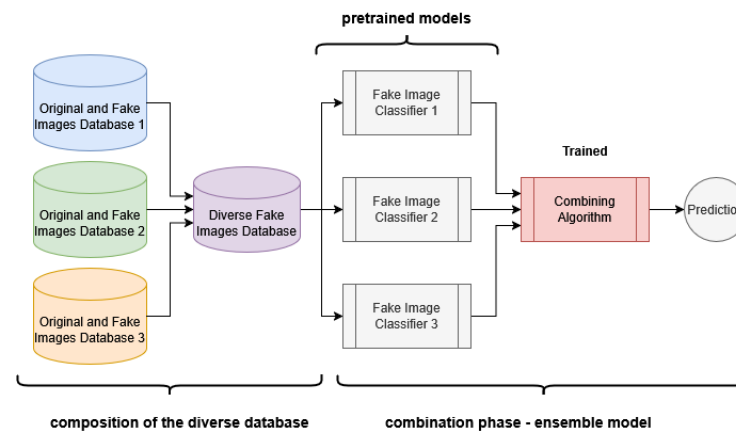 pretrained models
Original and Fake
Images Database 1
Original and Fake
Images Database 2
Original and Fake
Images Database 3
Diverse Fake
Images Database
Fake Image
Classifier 1
Fake Image
Classifier 2
Fake Image
Classifier 3
Trained
Combining
Algorithm
Prediction
composition of the diverse database
combination phase - ensemble model